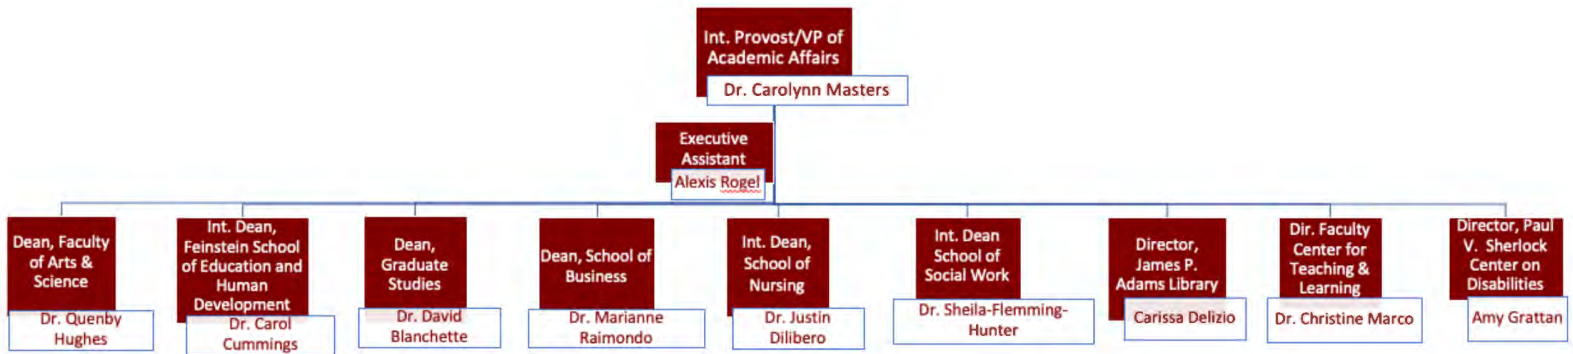 Int. Provost/VP of
Academic Affairs
Dr. Carolynn Masters
Executive
Assistant
Alexis Rogel
Dean, Faculty
of Arts &
Science
Dr. Quenby
Hughes
Int. Dean,
Feinstein School
of Education and
Human
Development
Dr. Carol
Cummings
Dean,
Graduate
Studies
Dr. David
Blanchette
Dean, School of
Business
Dr. Marianne
Raimondo
Int. Dean,
School of
Nursing
Dr. Justin
Dilibero
Int. Dean
School of
Social Work
Dr. Sheila-Flemming-
Hunter
Director,
James P.
Adams Library
Carissa Delizio
Dir. Faculty
Center for
Teaching &
Learning
Dr. Christine Marco
Director, Paul
V. Sherlock
Center on
Disabilities
Amy Grattan